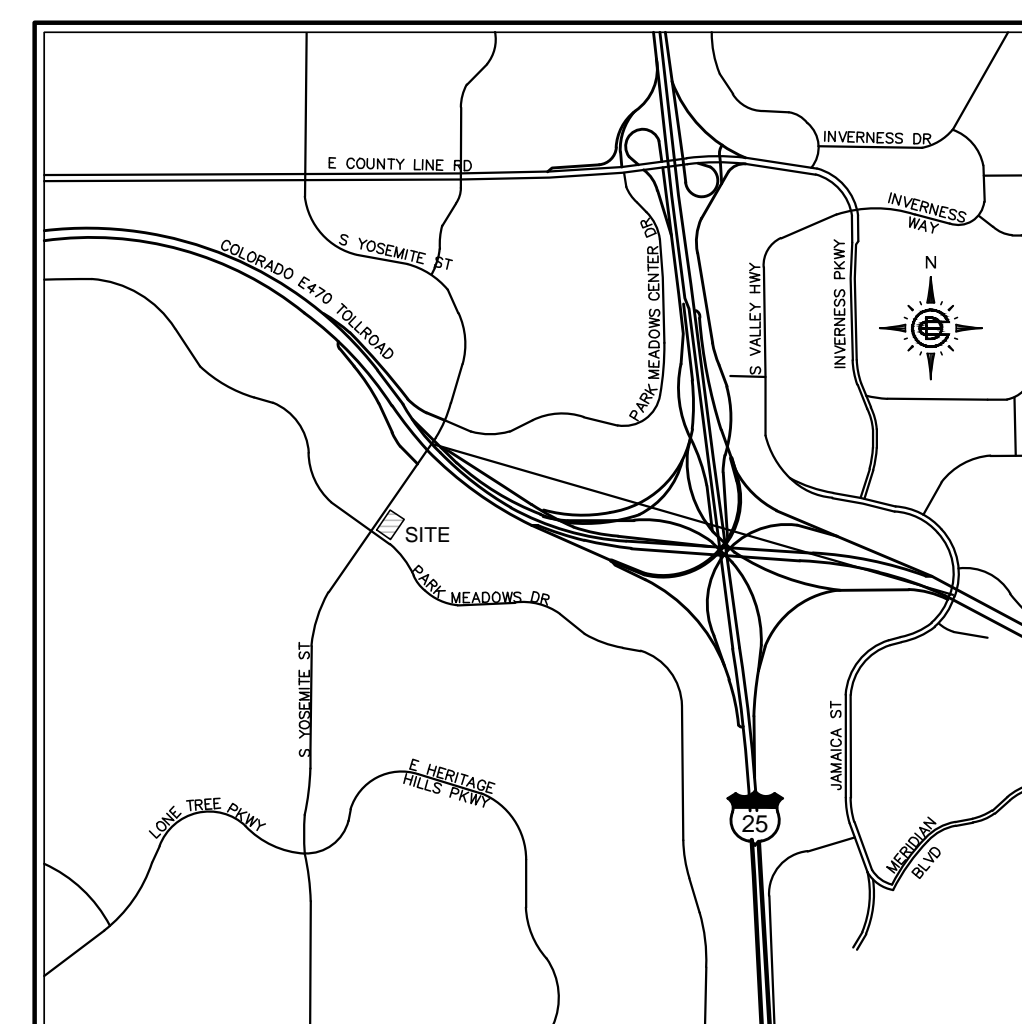 INVERNESS DR
E COUNTY LINE RD
INVERNESS
WAY
S YOSEMITE ST
COLORADO E470 TOLLROAD
PARK MEADOWS CENTER DR
S VALLEY HWY
INVERNESS PKWY
N
SITE
PARK MEADOWS DR
S YOSEMITE ST
JAMAICA ST
E HERITAGE
HILLS PKWY
LONE TREE PKWY
25
MERIDIAN
BLVD